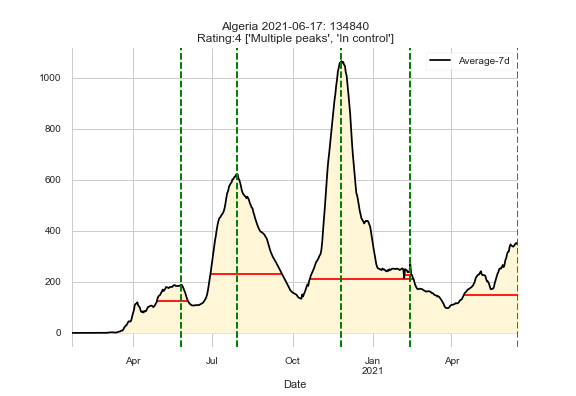 Algeria 2021-06-17: 134840
Rating:4 ['Multiple peaks', 'In control']
Average-7d
1000
800
600
400
200
0
Apr Jul Oct Jan Apr
2021
Date